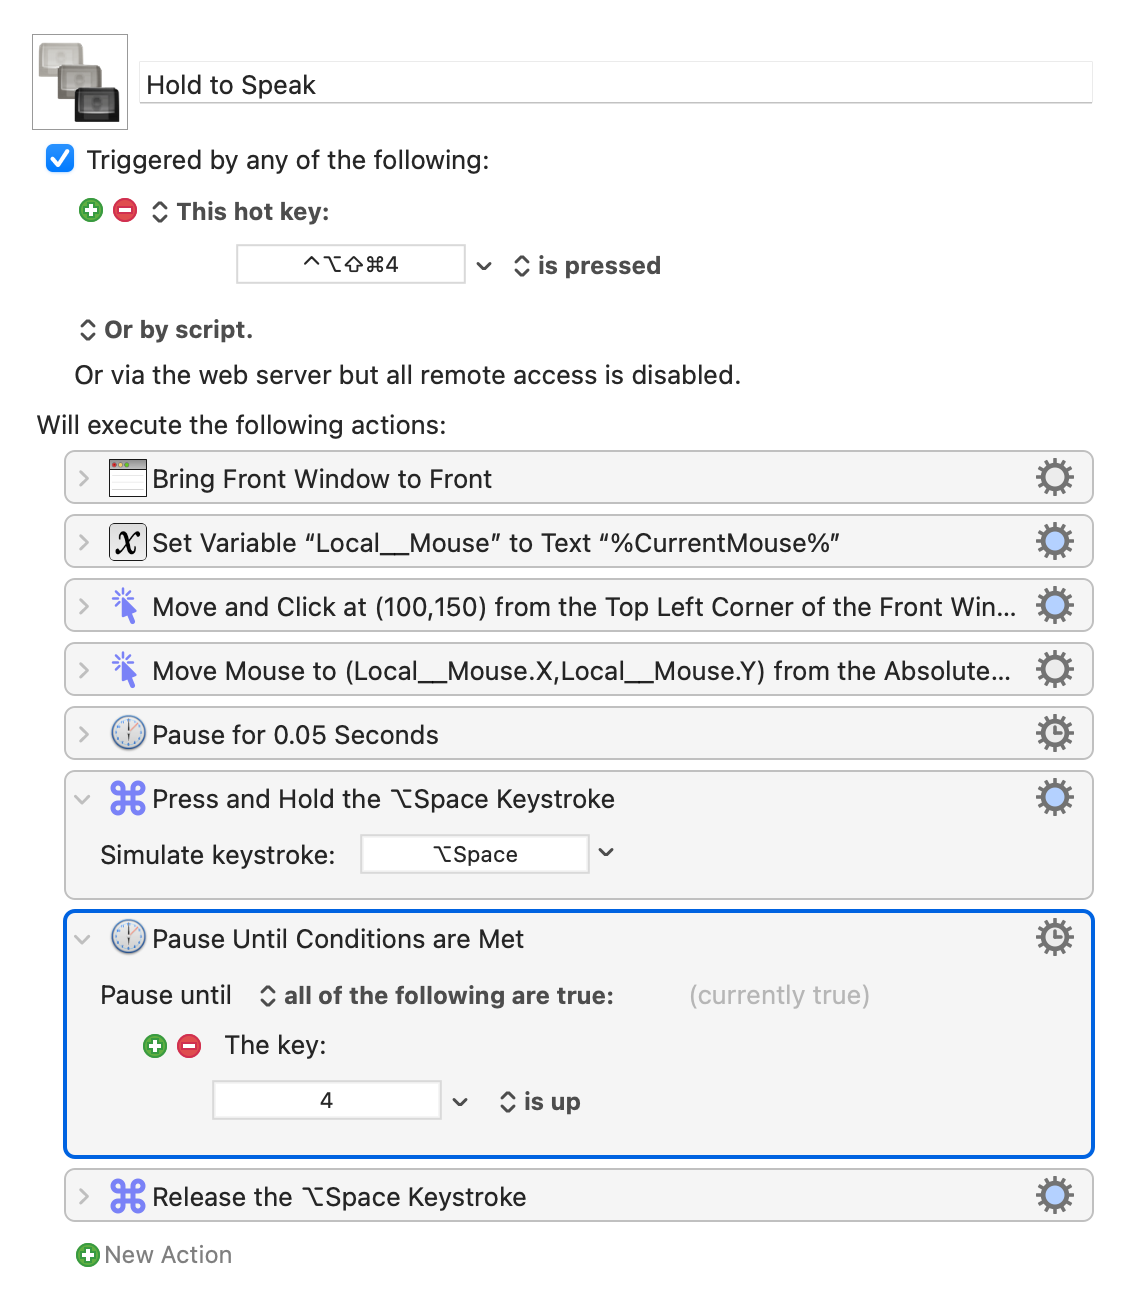 Hold to Speak
Triggered by any of the following:
This hot key:
⌃⌥⇧⌘4
is pressed
Or by script.
Or via the web server but all remote access is disabled.
Will execute the following actions:
Bring Front Window to Front
Set Variable “Local__Mouse” to Text “%CurrentMouse%”
Move and Click at (100,150) from the Top Left Corner of the Front Win...
Move Mouse to (Local__Mouse.X,Local__Mouse.Y) from the Absolute...
Pause for 0.05 Seconds
Press and Hold the ⌥Space Keystroke
Simulate keystroke: ⌥Space
Pause Until Conditions are Met
Pause until all of the following are true: (currently true)
The key:
4 is up
Release the ⌥Space Keystroke
New Action